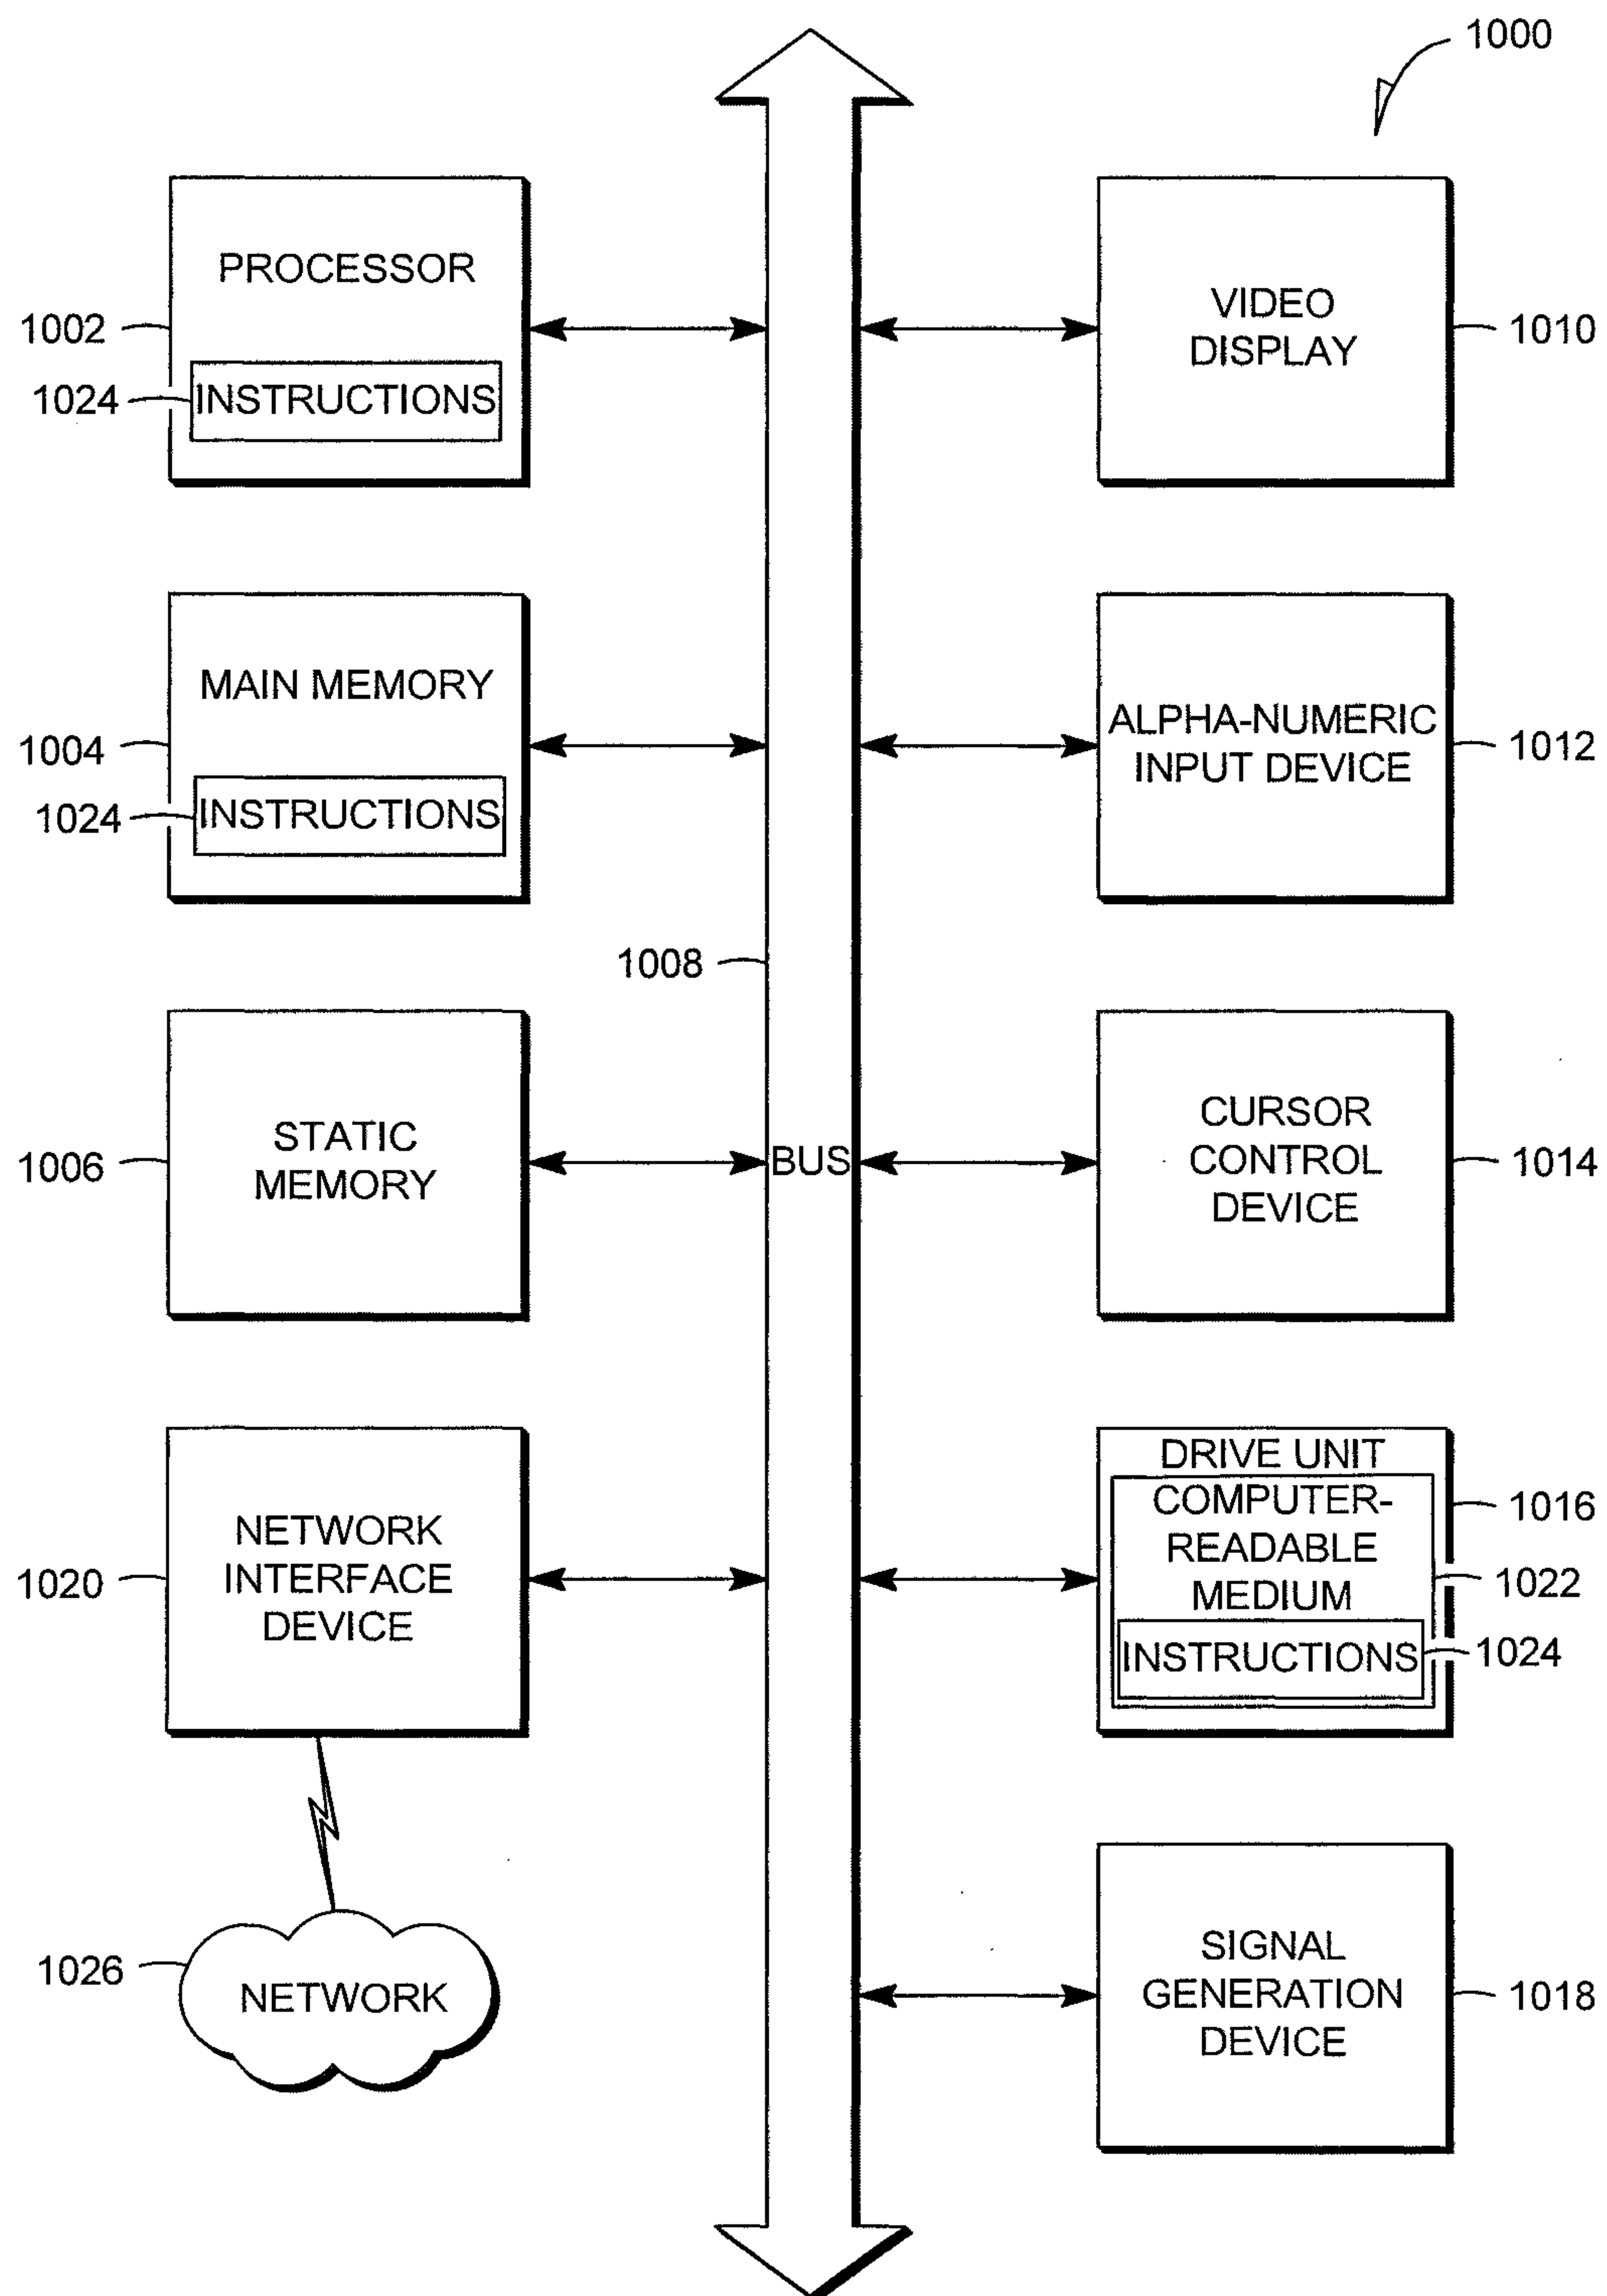 1000
PROCESSOR
1002
1024
INSTRUCTIONS
VIDEO
DISPLAY
1010
MAIN MEMORY
1004
1024
INSTRUCTIONS
ALPHA-NUMERIC
INPUT DEVICE
1012
1008
STATIC
MEMORY
1006
BUS
CURSOR
CONTROL
DEVICE
1014
NETWORK
INTERFACE
DEVICE
1020
DRIVE UNIT
COMPUTER-
READABLE
MEDIUM
1016
1022
INSTRUCTIONS
1024
1026
NETWORK
SIGNAL
GENERATION
DEVICE
1018